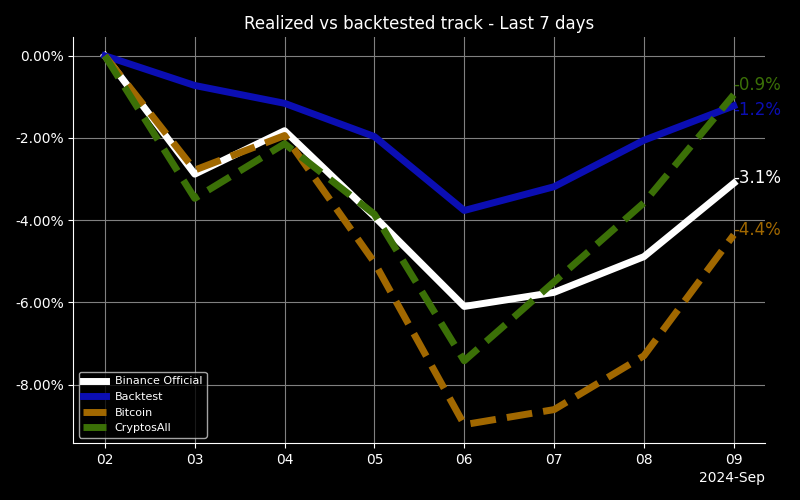 Realized vs backtested track - Last 7 days
0.00%
-2.00%
-4.00%
-6.00%
-8.00%
-0.9%
-1.2%
-3.1%
-4.4%
Binance Official
Backtest
Bitcoin
CryptosAll
02 03 04 05 06 07 08 09
2024-Sep